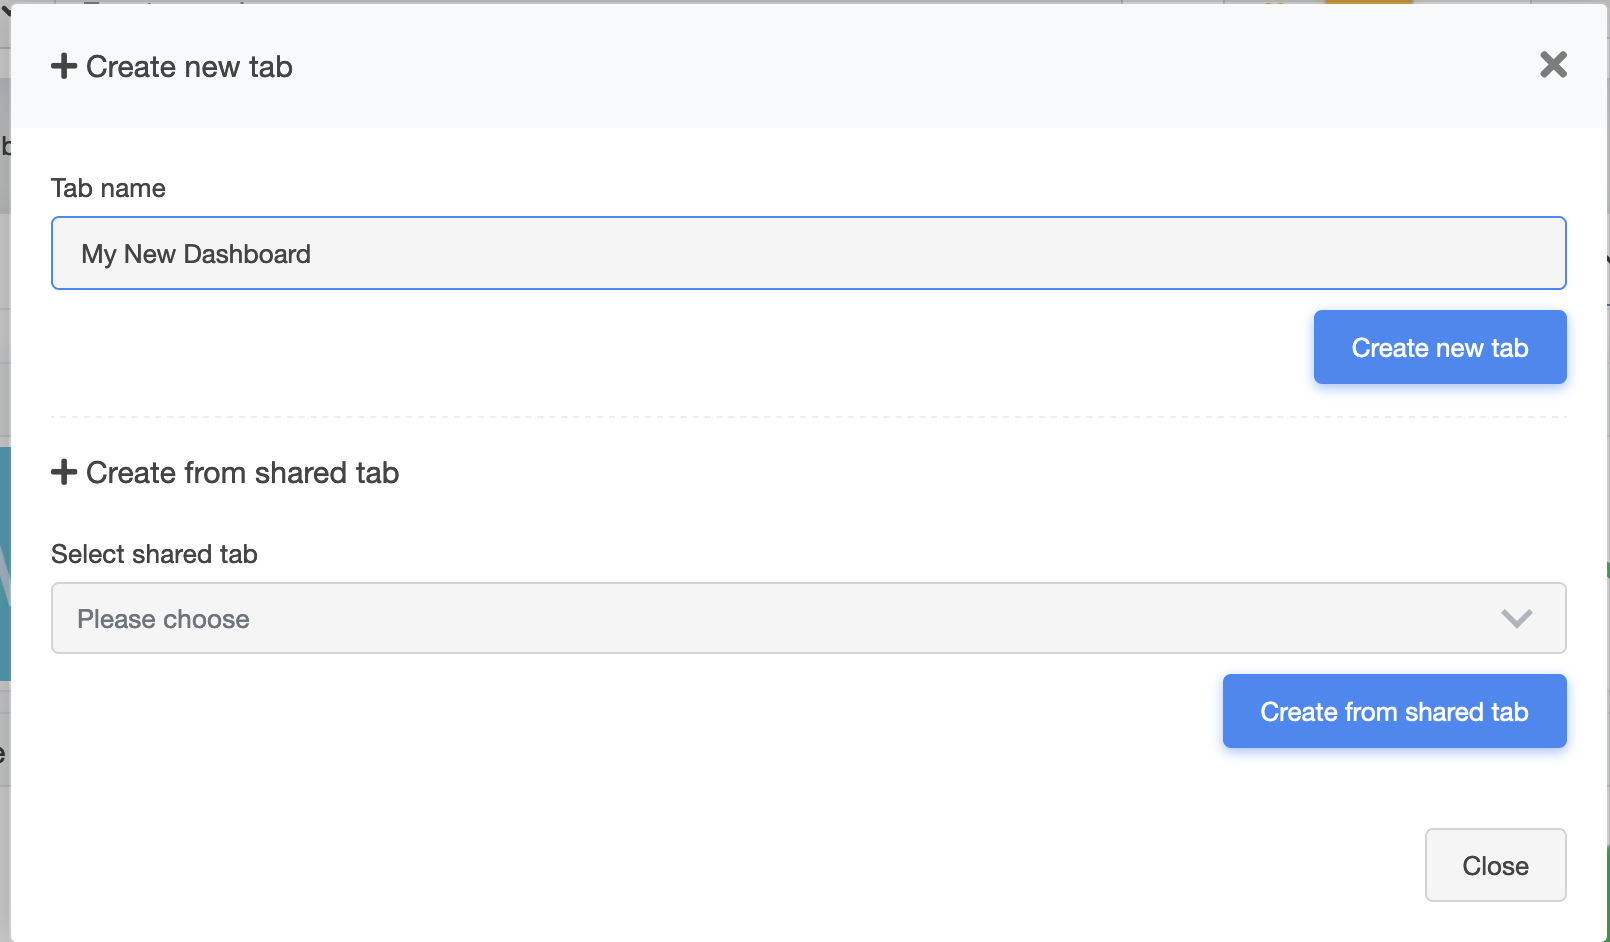 Create new tab
Tab name
My New Dashboard
Create new tab
Create from shared tab
Select shared tab
Please choose
Create from shared tab
Close